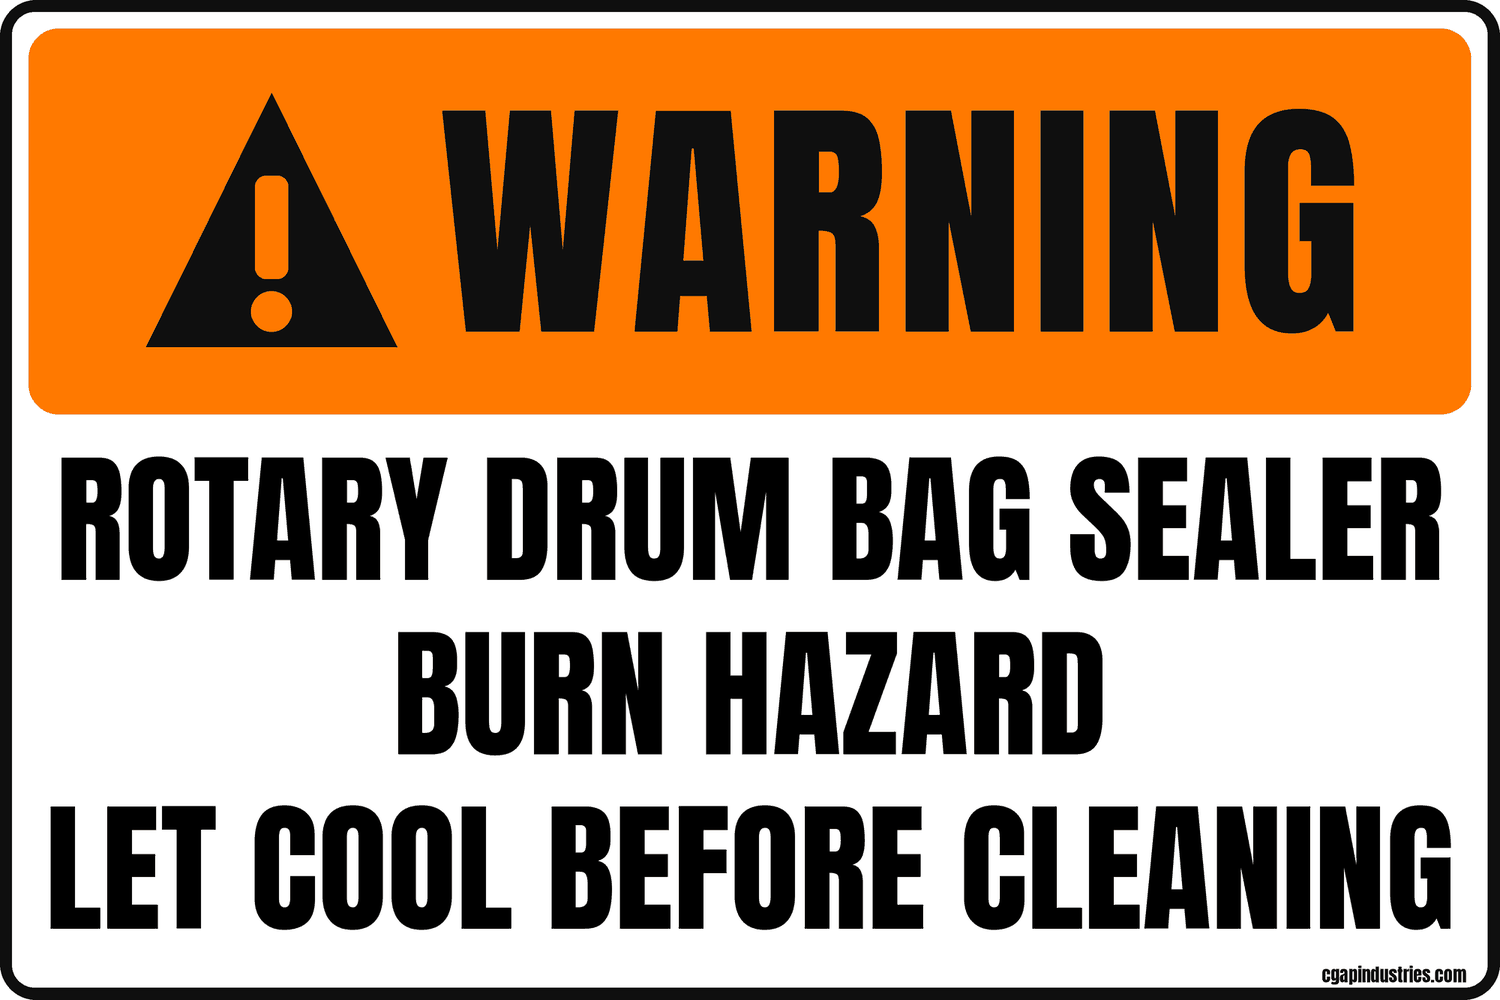 WARNING
ROTARY DRUM BAG SEALER
BURN HAZARD
LET COOL BEFORE CLEANING
cgapindustries.com